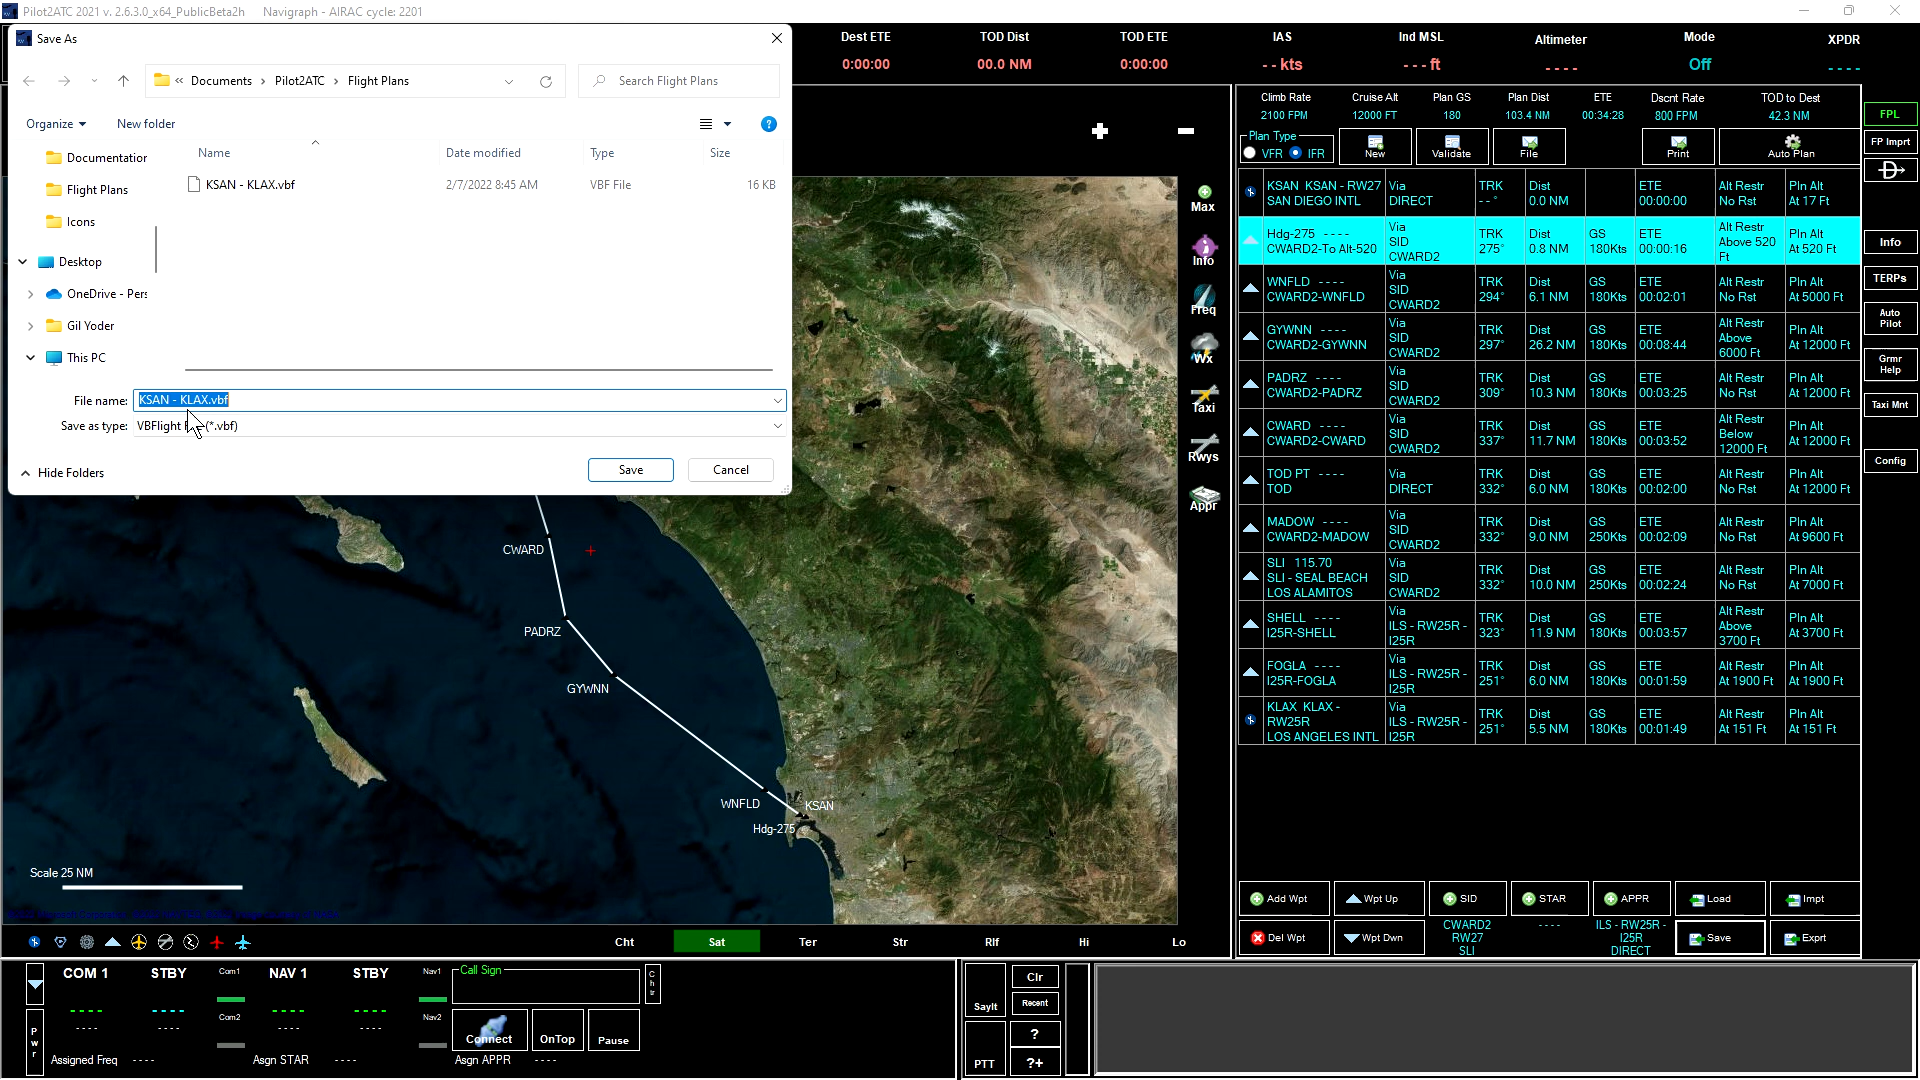 Pilot2ATC 2021 v. 2.6.3.0_x64_PublicBeta2h Navigraph - AIRAC cycle: 2201
Save As
« Documents › Pilot2ATC › Flight Plans
Search Flight Plans
Organize New folder
Name Date modified Type Size
KSAN - KLAX.vbf 2/7/2022 8:45 AM VBF File 16 KB
Flight Plans
Icons
Desktop
OneDrive - Pers
Gil Yoder
This PC
File name: KSAN - KLAX.vbf
Save as type: VBFlight (*.vbf)
Hide Folders
Save Cancel
Dest ETE TOD Dist TOD ETE IAS Ind MSL Altimeter Mode XPDR
0:00:00 00.0 NM 0:00:00 - - kts - - - ft - - - - Off - - - -
Climb Rate Cruise Alt Plan GS Plan Dist ETE Dscnt Rate TOD to Dest
2100 FPM 12000 FT 180 103.4 NM 00:34:28 800 FPM 42.3 NM
Plan Type
VFR IFR
New Validate File Print Auto Plan
KSAN KSAN - RW27 Via TRK Dist ETE Alt Restr Pln Alt
SAN DIEGO INTL DIRECT - - ° 0.0 NM 00:00:00 No Rst At 17 Ft
Hdg-275 - - - - Via TRK Dist GS ETE Alt Restr Pln Alt
CWARD2-To Alt-520 SID 275° 0.8 NM 180Kts 00:00:16 Above 520 At 520 Ft
CWARD2 Ft
WNFLD - - - - Via TRK Dist GS ETE Alt Restr Pln Alt
CWARD2-WNFLD SID 294° 6.1 NM 180Kts 00:02:01 No Rst At 5000 Ft
CWARD2
GYWNN - - - - Via TRK Dist GS ETE Alt Restr Pln Alt
CWARD2-GYWNN SID 297° 26.2 NM 180Kts 00:08:44 Above At 12000 Ft
CWARD2 6000 Ft
PADRZ - - - - Via TRK Dist GS ETE Alt Restr Pln Alt
CWARD2-PADRZ SID 309° 10.3 NM 180Kts 00:03:25 No Rst At 12000 Ft
CWARD2
CWARD - - - - Via TRK Dist GS ETE Alt Restr Pln Alt
CWARD2-CWARD SID 337° 11.7 NM 180Kts 00:03:52 Below At 12000 Ft
CWARD2 12000 Ft
TOD PT - - - - Via TRK Dist GS ETE Alt Restr Pln Alt
TOD DIRECT 332° 6.0 NM 180Kts 00:02:00 No Rst At 12000 Ft
MADOW - - - - Via TRK Dist GS ETE Alt Restr Pln Alt
CWARD2-MADOW SID 332° 9.0 NM 250Kts 00:02:09 No Rst At 9600 Ft
CWARD2
SLI 115.70 Via TRK Dist GS ETE Alt Restr Pln Alt
SLI - SEAL BEACH SID 332° 10.0 NM 250Kts 00:02:24 No Rst At 7000 Ft
LOS ALAMITOS CWARD2
SHELL - - - - Via TRK Dist GS ETE Alt Restr Pln Alt
I25R-SHELL ILS - RW25R - 323° 11.9 NM 180Kts 00:03:57 Above At 3700 Ft
I25R 3700 Ft
FOGLA - - - - Via TRK Dist GS ETE Alt Restr Pln Alt
I25R-FOGLA ILS - RW25R - 251° 6.0 NM 180Kts 00:01:59 At 1900 Ft At 1900 Ft
I25R
KLAX KLAX - Via TRK Dist GS ETE Alt Restr Pln Alt
RW25R ILS - RW25R - 251° 5.5 NM 180Kts 00:01:49 At 151 Ft At 151 Ft
LOS ANGELES INTL I25R
Add Wpt Wpt Up SID STAR APPR Load Impt
Del Wpt Wpt Dwn CWARD2 - - - - ILS - RW25R - Save Exprt
RW27 I25R
SLI DIRECT
FPL
FP Imprt
D
Info
TERPs
Auto
Pilot
Grmr
Help
Taxi Mnt
Config
Max
Info
Freq
Wx
Taxi
Rwys
Appr
CWARD
PADRZ
GYWNN
WNFLD
KSAN
Hdg-275
Scale 25 NM
Cht Sat Ter Str Rlf Hi Lo
COM 1 STBY Com1 NAV 1 STBY Nav1 Call Sign
Chtr
- - - - - - - - - - - - - - - -
- - - - - - - - Com2 - - - - - - - - Nav2
Pwr
Connect OnTop Pause
Assigned Freq - - - - Asgn STAR - - - - Asgn APPR - - - -
SayIt Clr
Recent
PTT ?
?+